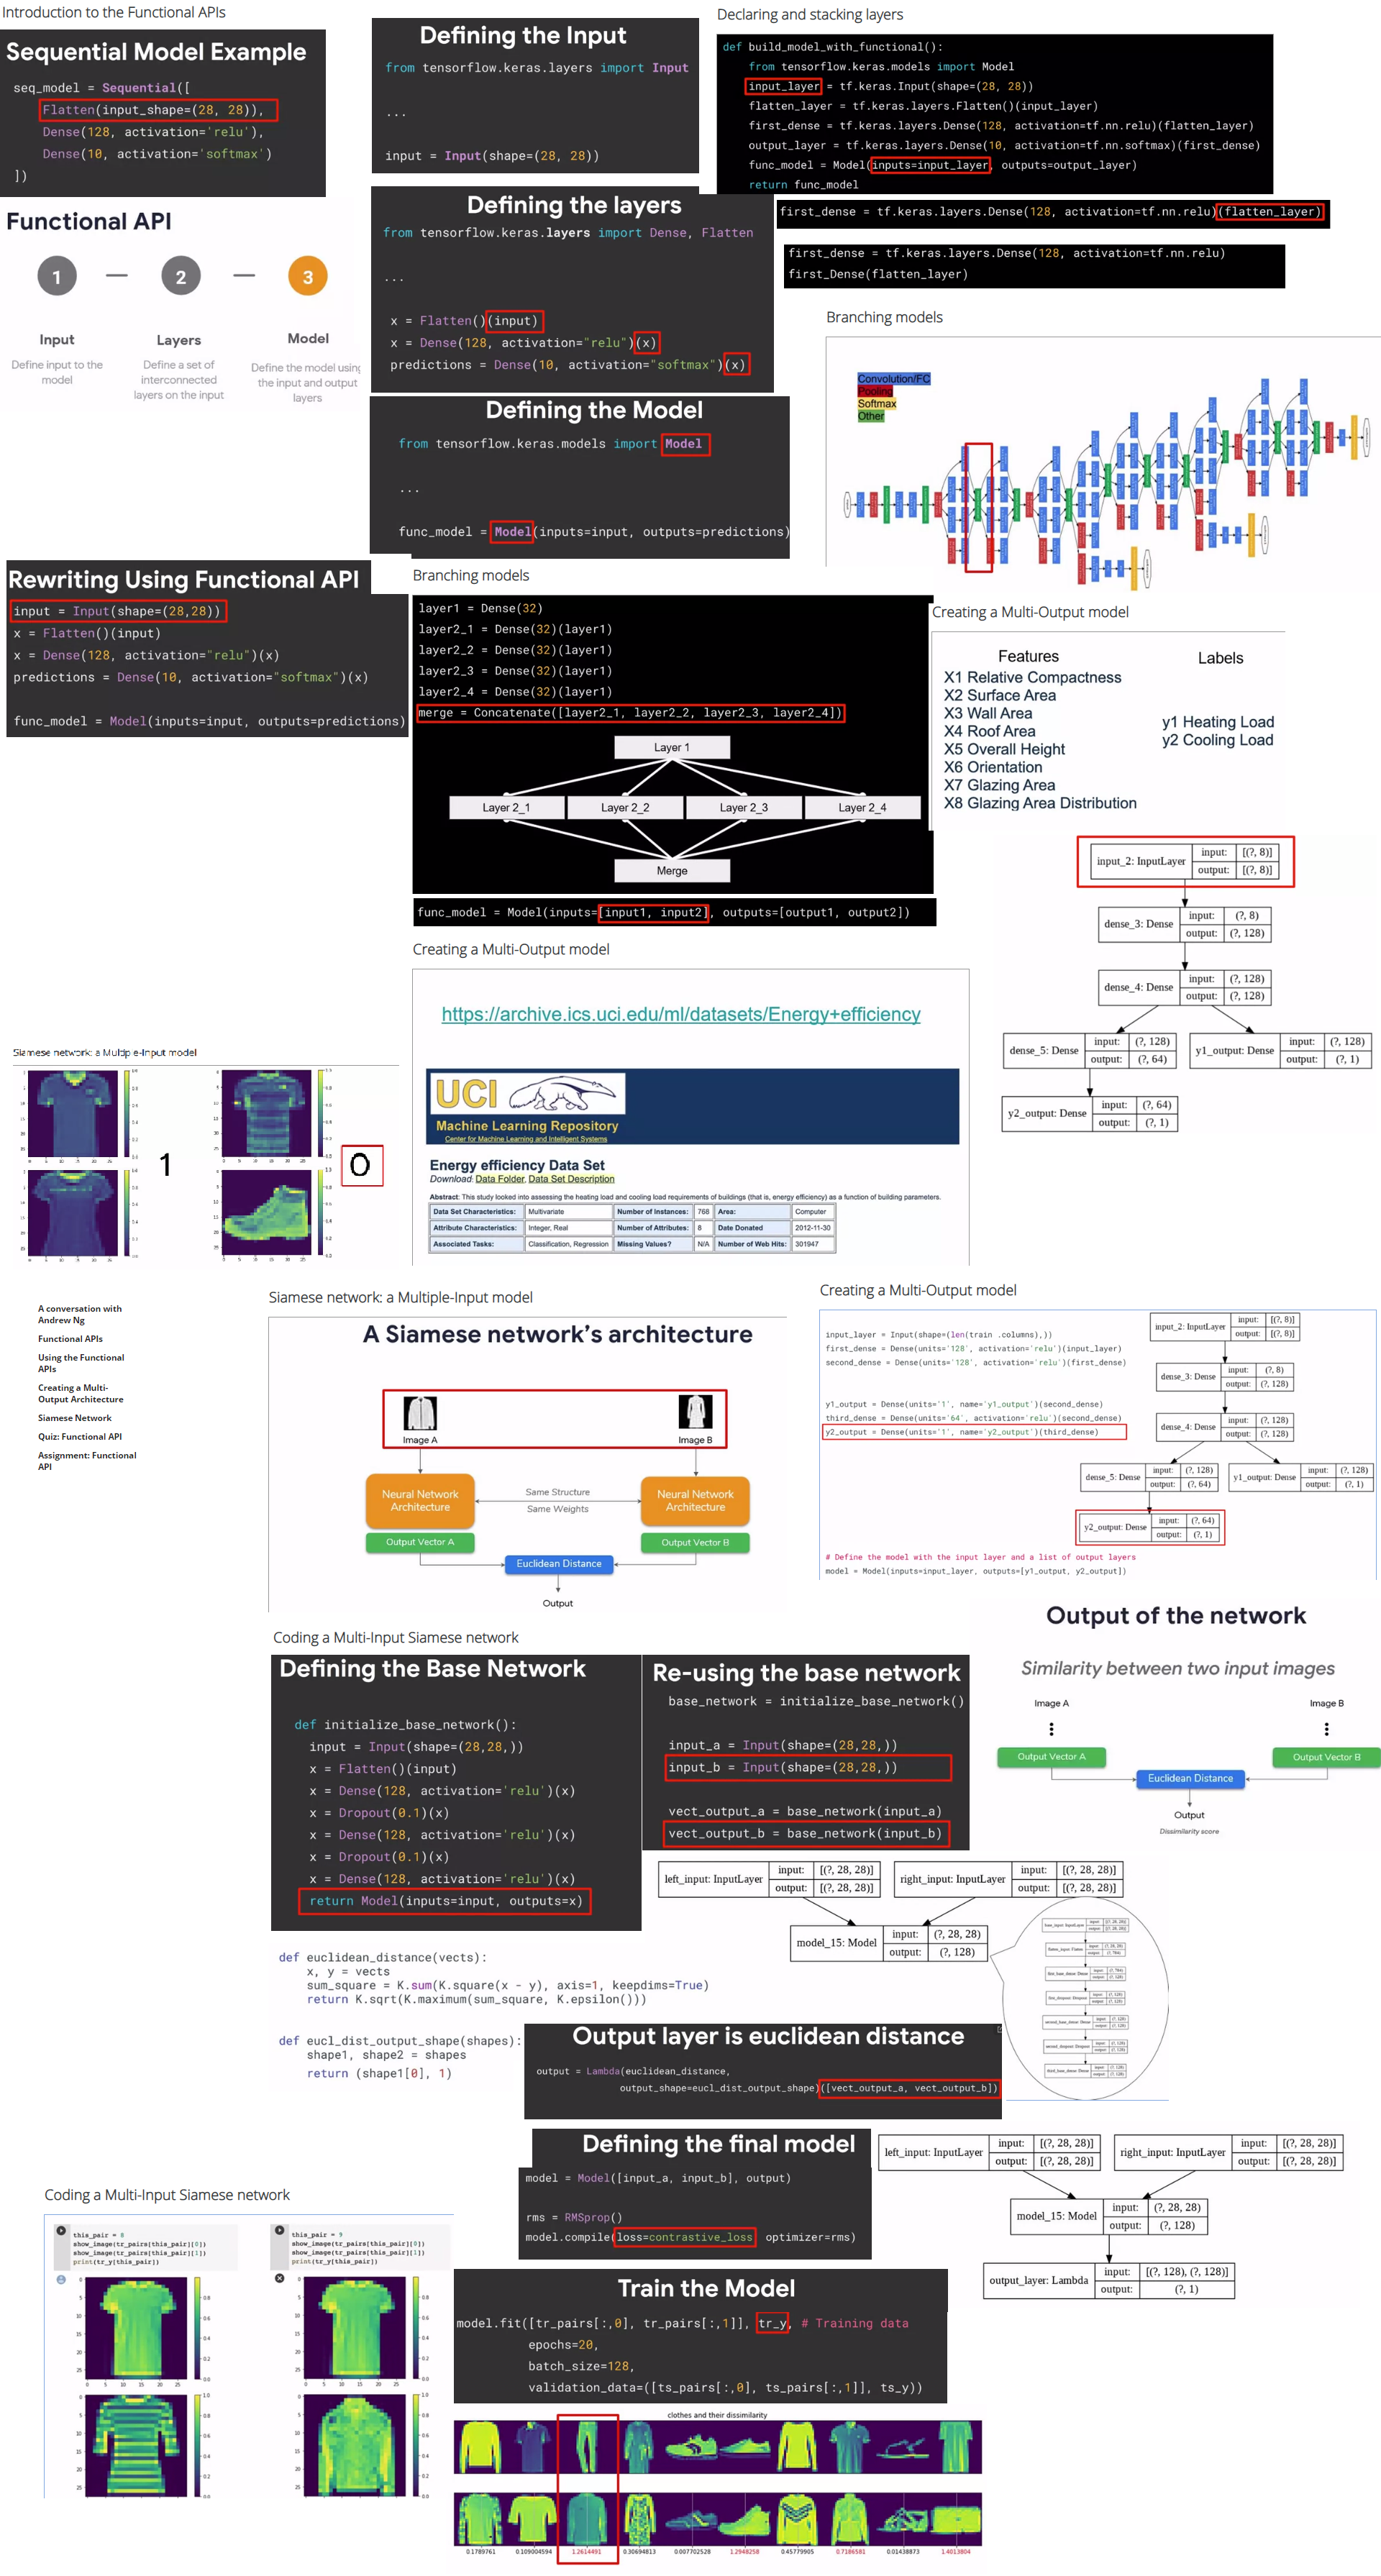 Introduction to the Functional APIs
Sequential Model Example
seq_model = Sequential([
Flatten(input_shape=(28, 28)),
Dense(128, activation='relu'),
Dense(10, activation='softmax')
])
Functional API
1
2
3
Input
Layers
Model
Define input to the
model
Define a set of
interconnected
layers on the input
Define the model using
the input and output
layers
Defining the Input
from tensorflow.keras.layers import Input
...
input = Input(shape=(28, 28))
Defining the layers
from tensorflow.keras.layers import Dense, Flatten
...
x = Flatten()(input)
x = Dense(128, activation="relu")(x)
predictions = Dense(10, activation="softmax")(x)
Defining the Model
from tensorflow.keras.models import Model
...
func_model = Model(inputs=input, outputs=predictions)
Declaring and stacking layers
def build_model_with_functional():
from tensorflow.keras.models import Model
input_layer = tf.keras.Input(shape=(28, 28))
flatten_layer = tf.keras.layers.Flatten()(input_layer)
first_dense = tf.keras.layers.Dense(128, activation=tf.nn.relu)(flatten_layer)
output_layer = tf.keras.layers.Dense(10, activation=tf.nn.softmax)(first_dense)
func_model = Model(inputs=input_layer, outputs=output_layer)
return func_model
first_dense = tf.keras.layers.Dense(128, activation=tf.nn.relu)(flatten_layer)
first_dense = tf.keras.layers.Dense(128, activation=tf.nn.relu)
first_Dense(flatten_layer)
Branching models
Convolution/FC
Pooling
Softmax
Other
Rewriting Using Functional API
input = Input(shape=(28,28))
x = Flatten()(input)
x = Dense(128, activation="relu")(x)
predictions = Dense(10, activation="softmax")(x)
func_model = Model(inputs=input, outputs=predictions)
Branching models
layer1 = Dense(32)
layer2_1 = Dense(32)(layer1)
layer2_2 = Dense(32)(layer1)
layer2_3 = Dense(32)(layer1)
layer2_4 = Dense(32)(layer1)
merge = Concatenate([layer2_1, layer2_2, layer2_3, layer2_4])
Layer 1
Layer 2_1
Layer 2_2
Layer 2_3
Layer 2_4
Merge
func_model = Model(inputs=[input1, input2], outputs=[output1, output2])
Creating a Multi-Output model
Features
Labels
X1 Relative Compactness
X2 Surface Area
X3 Wall Area
X4 Roof Area
X5 Overall Height
X6 Orientation
X7 Glazing Area
X8 Glazing Area Distribution
y1 Heating Load
y2 Cooling Load
input_2: InputLayer
input: [(?, 8)]
output: [(?, 8)]
dense_3: Dense
input: (?, 8)
output: (?, 128)
dense_4: Dense
input: (?, 128)
output: (?, 128)
dense_5: Dense
input: (?, 128)
output: (?, 64)
y1_output: Dense
input: (?, 128)
output: (?, 1)
y2_output: Dense
input: (?, 64)
output: (?, 1)
Creating a Multi-Output model
https://archive.ics.uci.edu/ml/datasets/Energy+efficiency
UCI
Machine Learning Repository
Center for Machine Learning and Intelligent Systems
Energy efficiency Data Set
Download: Data Folder, Data Set Description
Abstract: This study looked into assessing the heating load and cooling load requirements of buildings (that is, energy efficiency) as a function of building parameters.
Data Set Characteristics: Multivariate Number of Instances: 768 Area: Computer
Attribute Characteristics: Integer, Real Number of Attributes: 8 Date Donated 2012-11-30
Associated Tasks: Classification, Regression Missing Values? N/A Number of Web Hits: 301947
1
0
A conversation with
Andrew Ng
Functional APIs
Using the Functional
APIs
Creating a Multi-
Output Architecture
Siamese Network
Quiz: Functional API
Assignment: Functional
API
Siamese network: a Multiple-Input model
A Siamese network's architecture
Image A
Image B
Neural Network
Architecture
Same Structure
Same Weights
Neural Network
Architecture
Output Vector A
Output Vector B
Euclidean Distance
Output
Creating a Multi-Output model
input_layer = Input(shape=(len(train .columns),))
first_dense = Dense(units='128', activation='relu')(input_layer)
second_dense = Dense(units='128', activation='relu')(first_dense)
y1_output = Dense(units='1', name='y1_output')(second_dense)
third_dense = Dense(units='64', activation='relu')(second_dense)
y2_output = Dense(units='1', name='y2_output')(third_dense)
input_2: InputLayer
input: [(?, 8)]
output: [(?, 8)]
dense_3: Dense
input: (?, 8)
output: (?, 128)
dense_4: Dense
input: (?, 128)
output: (?, 128)
dense_5: Dense
input: (?, 128)
output: (?, 64)
y1_output: Dense
input: (?, 128)
output: (?, 1)
y2_output: Dense
input: (?, 64)
output: (?, 1)
# Define the model with the input layer and a list of output layers
model = Model(inputs=input_layer, outputs=[y1_output, y2_output])
Coding a Multi-Input Siamese network
Defining the Base Network
def initialize_base_network():
input = Input(shape=(28,28,))
x = Flatten()(input)
x = Dense(128, activation='relu')(x)
x = Dropout(0.1)(x)
x = Dense(128, activation='relu')(x)
x = Dropout(0.1)(x)
x = Dense(128, activation='relu')(x)
return Model(inputs=input, outputs=x)
Re-using the base network
base_network = initialize_base_network()
input_a = Input(shape=(28,28,))
input_b = Input(shape=(28,28,))
vect_output_a = base_network(input_a)
vect_output_b = base_network(input_b)
Output of the network
Similarity between two input images
Image A
Image B
Output Vector A
Output Vector B
Euclidean Distance
Output
Dissimilarity score
left_input: InputLayer
input: [(?, 28, 28)]
output: [(?, 28, 28)]
right_input: InputLayer
input: [(?, 28, 28)]
output: [(?, 28, 28)]
model_15: Model
input: (?, 28, 28)
output: (?, 128)
def euclidean_distance(vects):
x, y = vects
sum_square = K.sum(K.square(x - y), axis=1, keepdims=True)
return K.sqrt(K.maximum(sum_square, K.epsilon()))
def eucl_dist_output_shape(shapes):
shape1, shape2 = shapes
return (shape1[0], 1)
Output layer is euclidean distance
output = Lambda(euclidean_distance,
output_shape=eucl_dist_output_shape)([vect_output_a, vect_output_b])
Defining the final model
model = Model([input_a, input_b], output)
rms = RMSprop()
model.compile(loss=contrastive_loss optimizer=rms)
left_input: InputLayer
input: [(?, 28, 28)]
output: [(?, 28, 28)]
right_input: InputLayer
input: [(?, 28, 28)]
output: [(?, 28, 28)]
model_15: Model
input: (?, 28, 28)
output: (?, 128)
output_layer: Lambda
input: [(?, 128), (?, 128)]
output: (?, 1)
Coding a Multi-Input Siamese network
this_pair = 8
show_image(tr_pairs[this_pair][0])
show_image(tr_pairs[this_pair][1])
print(tr_y[this_pair])
this_pair = 9
show_image(tr_pairs[this_pair][0])
show_image(tr_pairs[this_pair][1])
print(tr_y[this_pair])
Train the Model
model.fit([tr_pairs[:,0], tr_pairs[:,1]], tr_y, # Training data
epochs=20,
batch_size=128,
validation_data=([ts_pairs[:,0], ts_pairs[:,1]], ts_y))
clothes and their dissimilarity
0.1789761 0.109004594 1.2614491 0.30694813 0.007702528 1.2948258 0.45779905 0.7186581 0.01438873 1.4013804